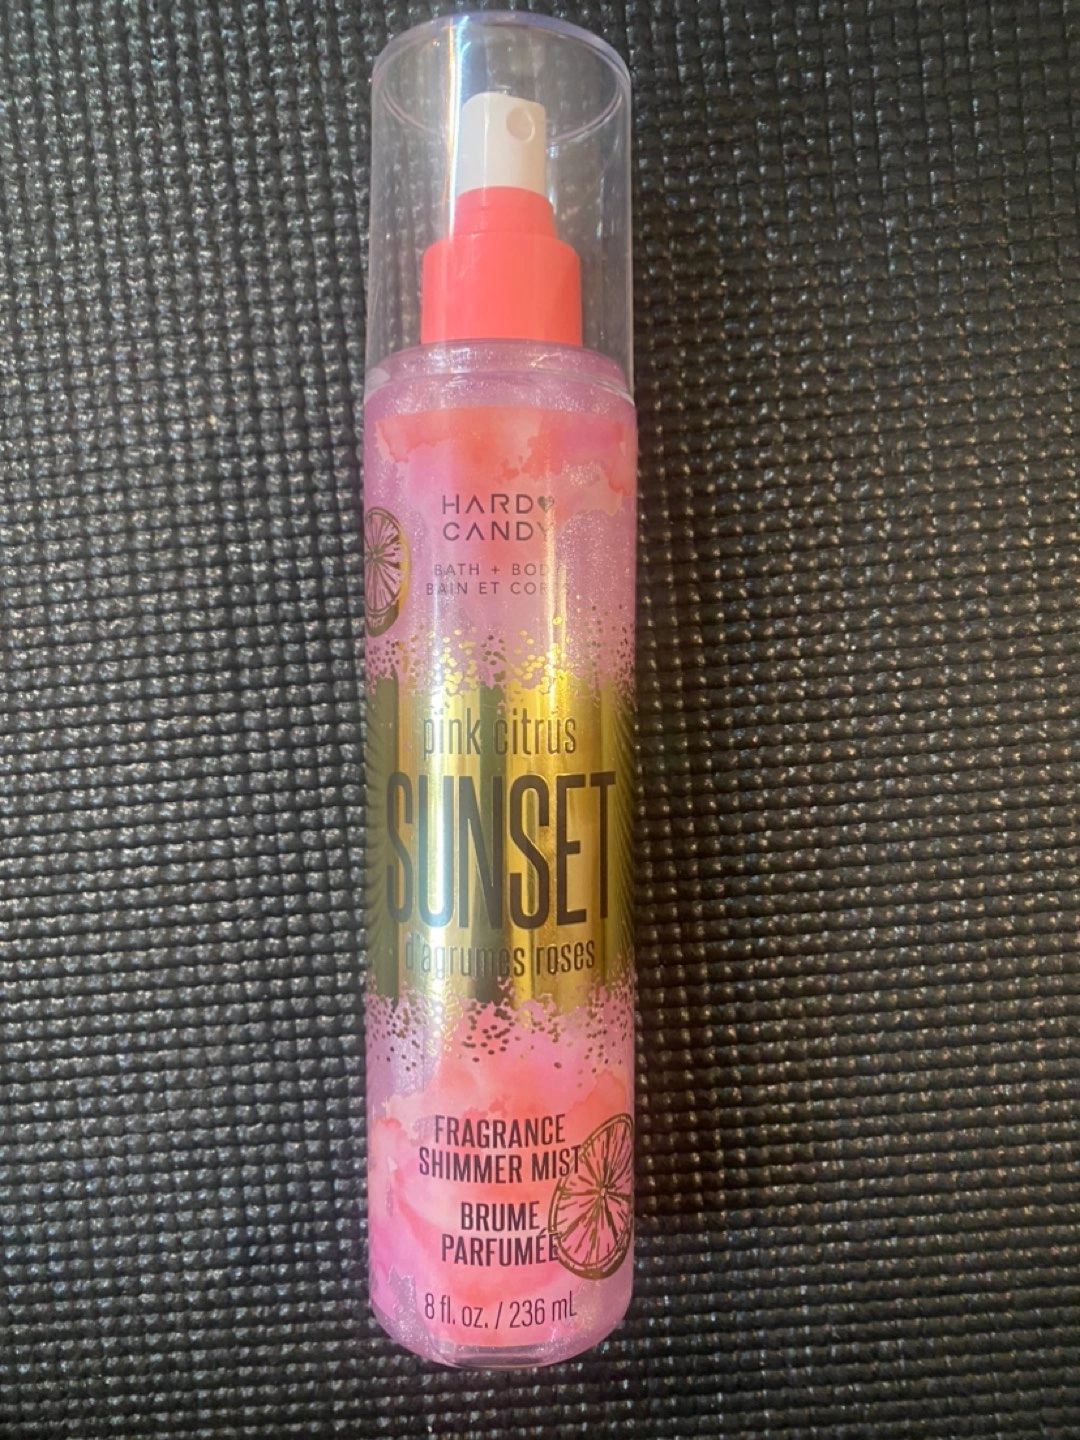 HARD
CANDY
BATH + BODY
BAIN ET CORPS
pink citrus
SUNSET
d'agrumes roses
FRAGRANCE
SHIMMER MIST
BRUME
PARFUMÉE
8 fl. oz. / 236 mL